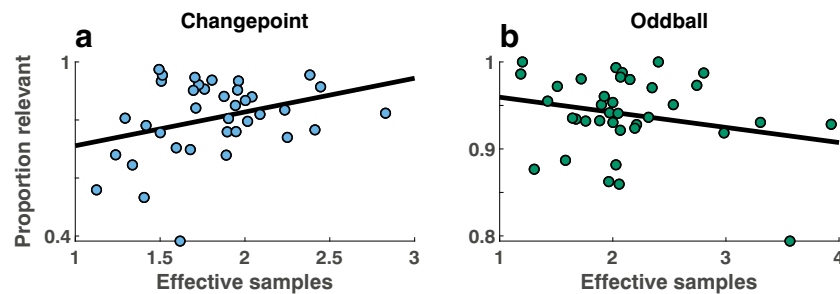 a
Changepoint
Proportion relevant
1
0.4
1 1.5 2 2.5 3
Effective samples
b
Oddball
1
0.9
0.8
1 2 3 4
Effective samples